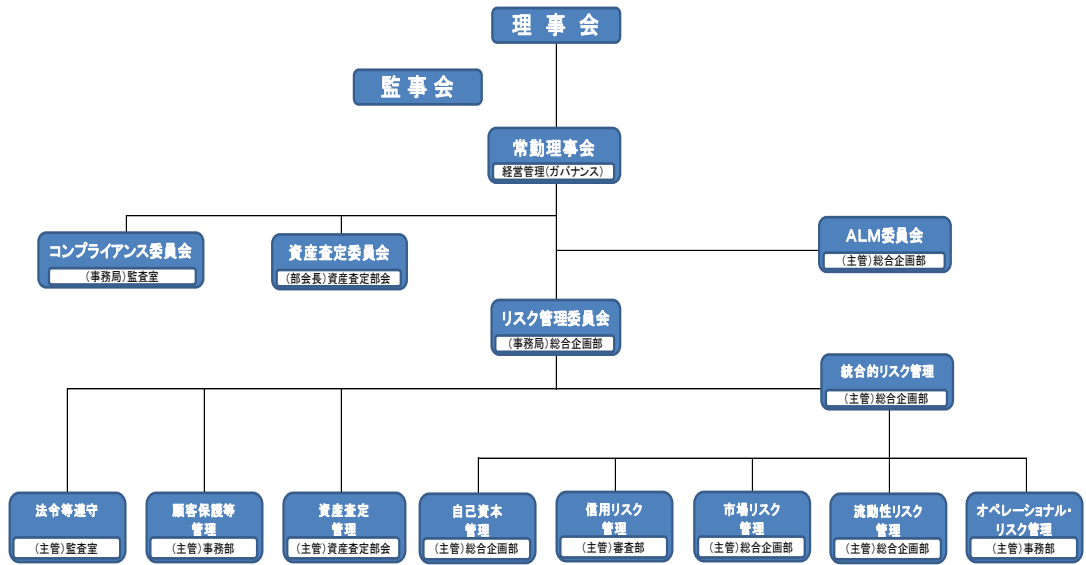 理事会
監事会
常勤理事会
経営管理(ガバナンス)
コンプライアンス委員会
(事務局)監査室
資産査定委員会
(部会長)資産査定部会
ALM委員会
(主管)総合企画部
リスク管理委員会
(事務局)総合企画部
統合的リスク管理
(主管)総合企画部
法令等遵守
(主管)監査室
顧客保護等
管理
(主管)事務部
資産査定
管理
(主管)資産査定部会
自己資本
管理
(主管)総合企画部
信用リスク
管理
(主管)審査部
市場リスク
管理
(主管)総合企画部
流動性リスク
管理
(主管)総合企画部
オペレーショナル・
リスク管理
(主管)事務部